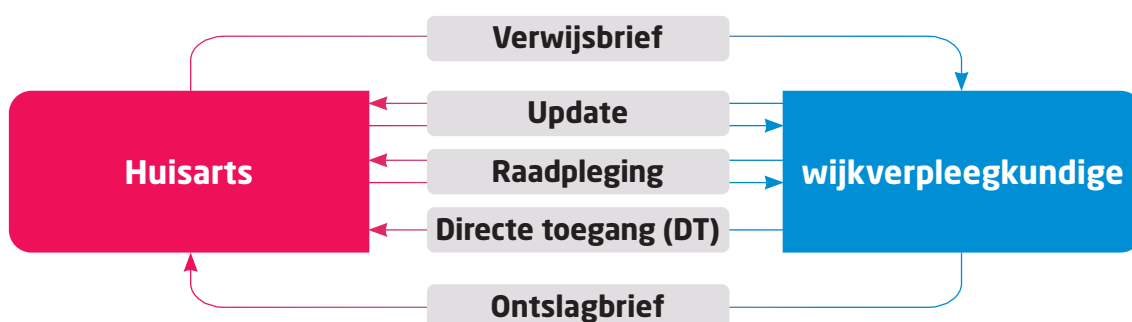 Verwijsbrief
Update
Huisarts
Raadpleging
wijkverpleegkundige
Directe toegang (DT)
Ontslagbrief